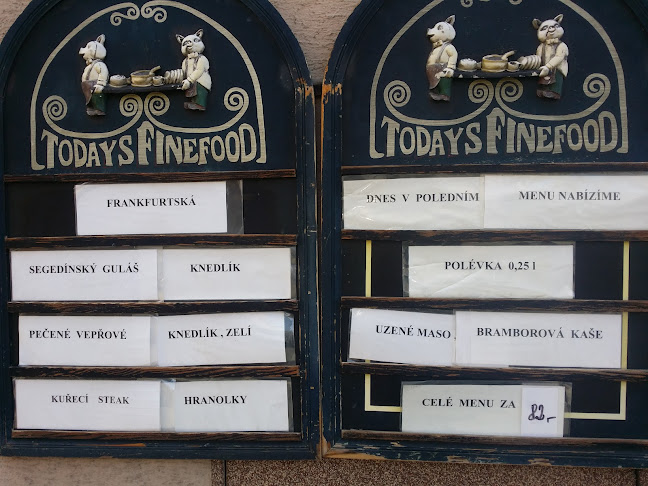 TODAYS FINEFOOD
FRANKFURTSKÁ
SEGEDÍNSKÝ GULÁŠ KNEDLÍK
PEČENÉ VEPŘOVÉ KNEDLÍK , ZELÍ
KUŘECÍ STEAK HRANOLKY
TODAYS FINEFOOD
DNES V POLEDNÍM MENU NABÍZÍME
POLÉVKA 0,25 l
UZENÉ MASO , BRAMBOROVÁ KAŠE
CELÉ MENU ZA 82,-